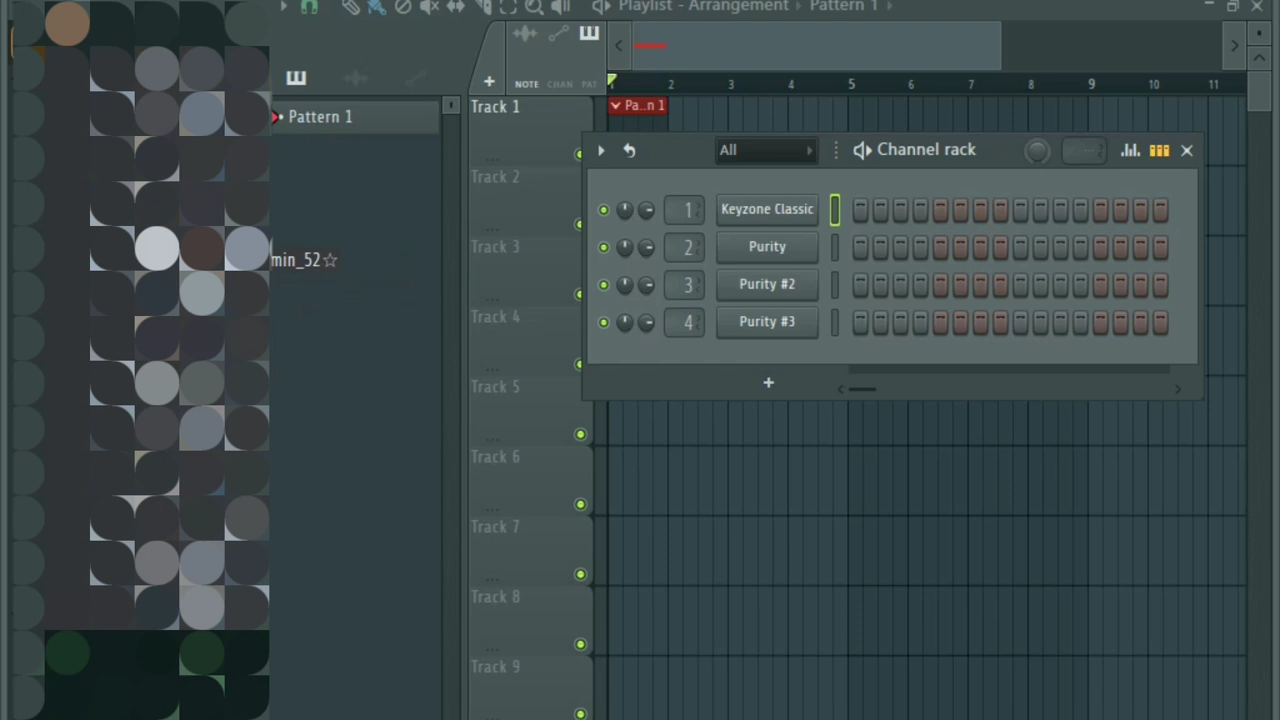 Playlist - Arrangement › Pattern 1 ›
NOTE CHAN PAT
2 3 4 5 6 7 8 9 10 11
Pattern 1
Track 1
Pa..n 1
All
Channel rack
1 Keyzone Classic
2 Purity
3 Purity #2
4 Purity #3
+
min_52☆
Track 2
Track 3
Track 4
Track 5
Track 6
Track 7
Track 8
Track 9